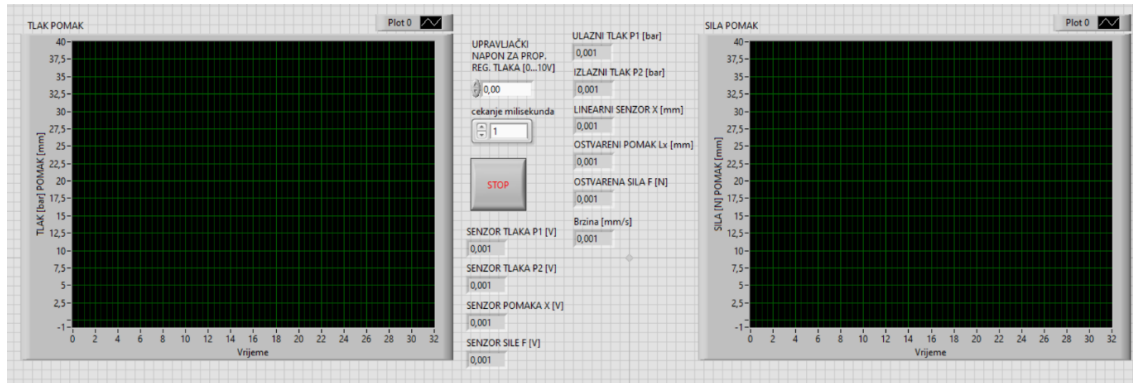 TLAK POMAK
Plot 0
TLAK [bar] POMAK [mm]
40
37,5
35
32,5
30
27,5
25
22,5
20
17,5
15
12,5
10
7,5
5
2,5
-1
0 2 4 6 8 10 12 14 16 18 20 22 24 26 28 30 32
Vrijeme
UPRAVLJAČKI
NAPON ZA PROP.
REG. TLAKA [0...10V]
0,00
cekanje milisekunda
1
STOP
SENZOR TLAKA P1 [V]
0,001
SENZOR TLAKA P2 [V]
0,001
SENZOR POMAKA X [V]
0,001
SENZOR SILE F [V]
0,001
ULAZNI TLAK P1 [bar]
0,001
IZLAZNI TLAK P2 [bar]
0,001
LINEARNI SENZOR X [mm]
0,001
OSTVARENI POMAK Lx [mm]
0,001
OSTVARENA SILA F [N]
0,001
Brzina [mm/s]
0,001
SILA POMAK
Plot 0
SILA [N] POMAK [mm]
40
37,5
35
32,5
30
27,5
25
22,5
20
17,5
15
12,5
10
7,5
5
2,5
-1
0 2 4 6 8 10 12 14 16 18 20 22 24 26 28 30 32
Vrijeme